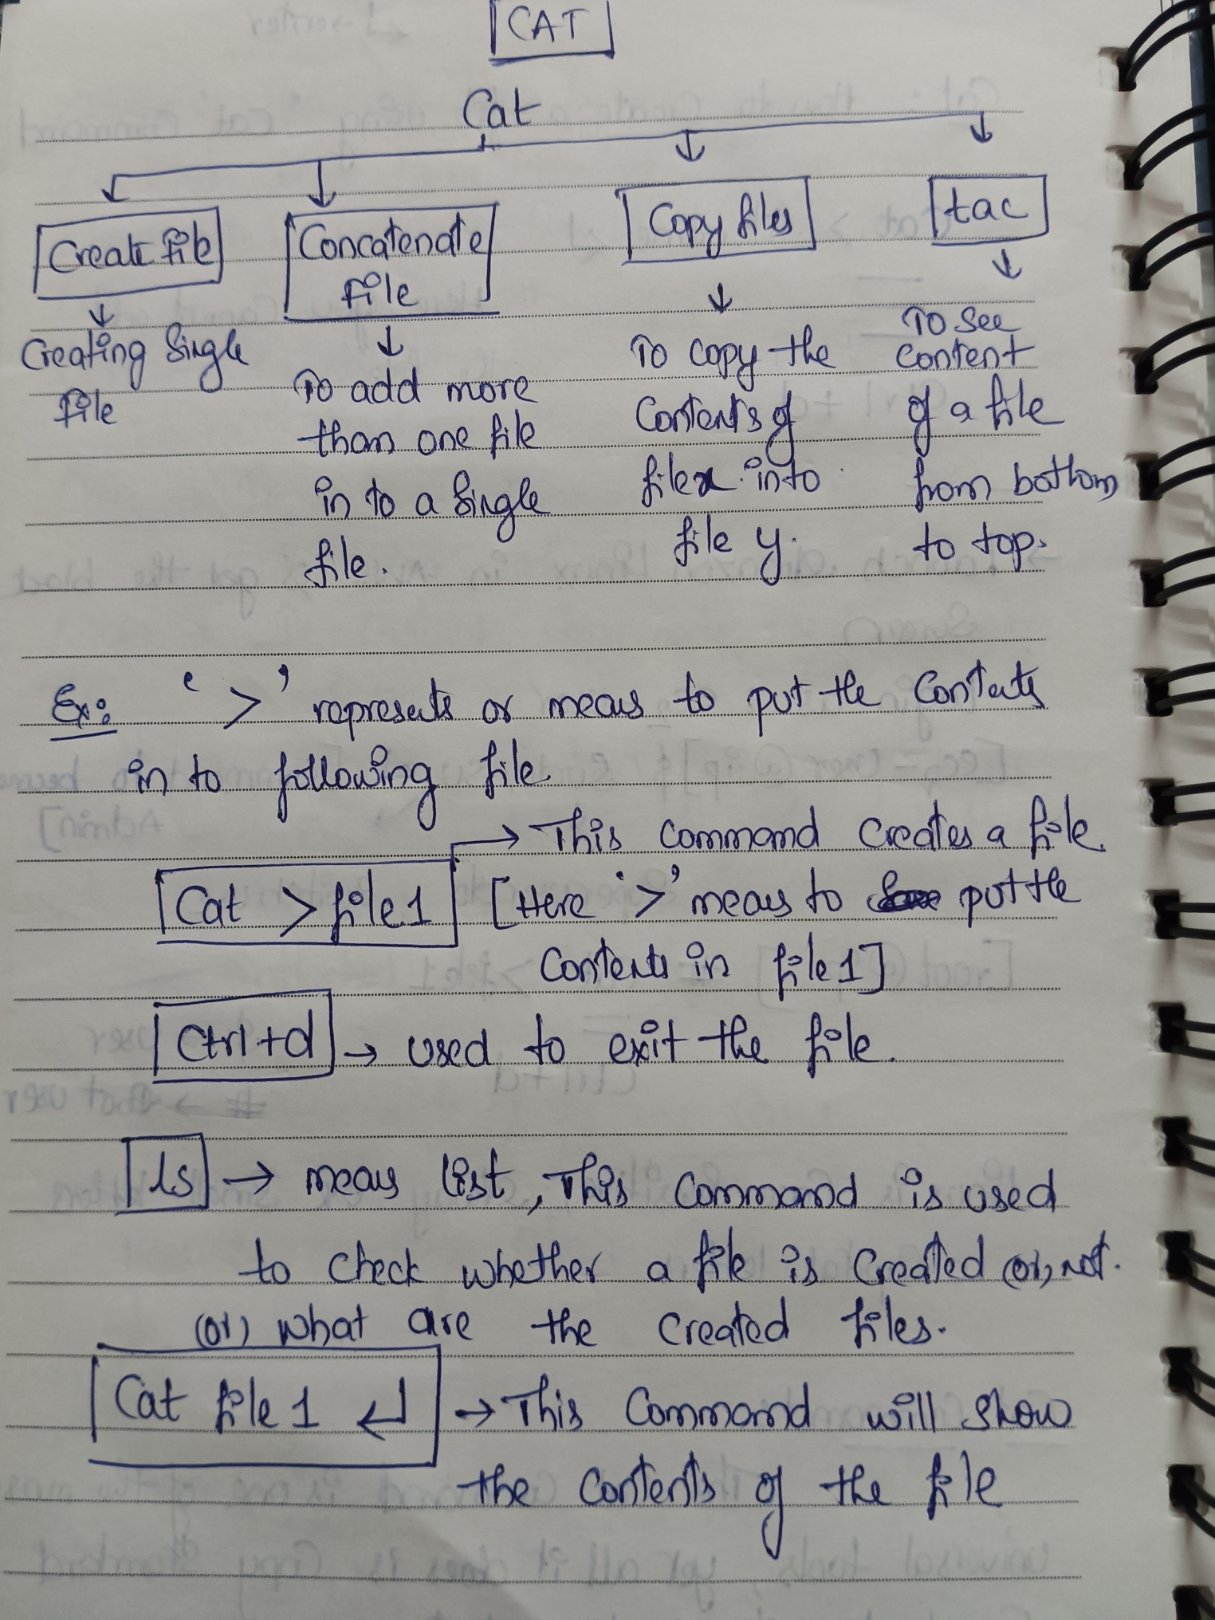 CAT
Cat
Create file
Concatenate
file
Copy files
tac
Creating Single
file
To add more
than one file
in to a single
file.
To copy the
Contents of
file x into
file y.
To See
content
of a file
from bottom
to top.
Ex: '>' represents or means to put the Contents
in to following file.
→ This Command Creates a file.
Cat > file1 [Here '>' means to put the
Contents in file1]
Ctrl+d → used to exit the file.
ls → means list, This Command is used
to check whether a file is Created (or) not.
(or) what are the created files.
Cat file1 ↵ → This Command will show
the Contents of the file